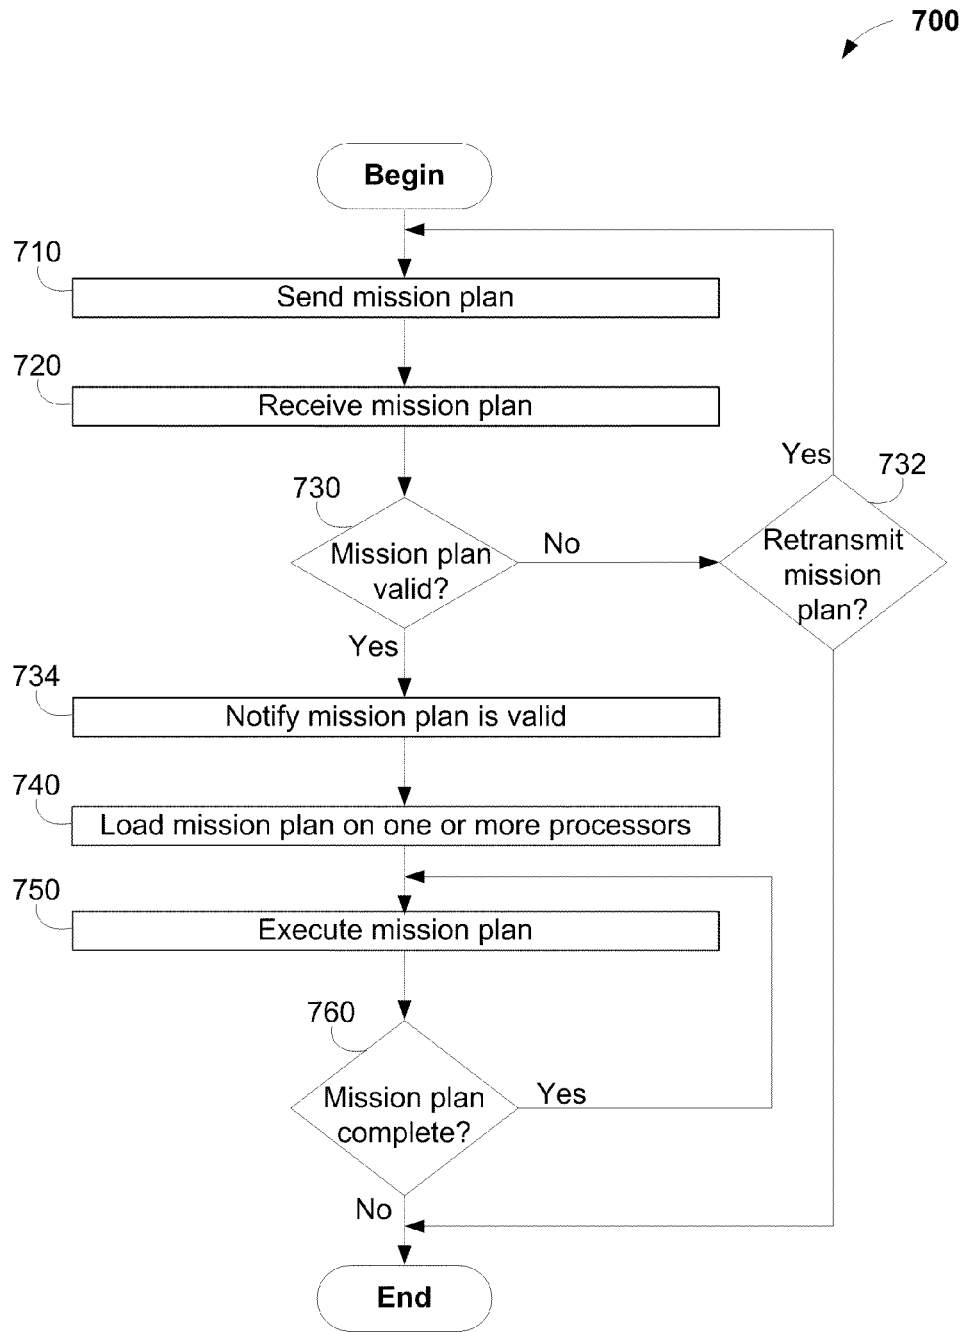 700
Begin
710
Send mission plan
720
Receive mission plan
Yes
732
730
Mission plan
valid?
No
Retransmit
mission
plan?
Yes
734
Notify mission plan is valid
740
Load mission plan on one or more processors
750
Execute mission plan
760
Mission plan
complete?
Yes
No
End